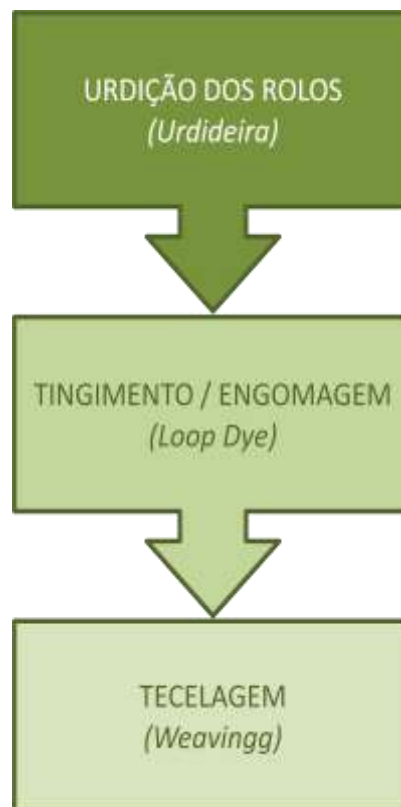 URDIÇÃO DOS ROLOS
(Urdideira)
TINGIMENTO / ENGOMAGEM
(Loop Dye)
TECELAGEM
(Weavingg)